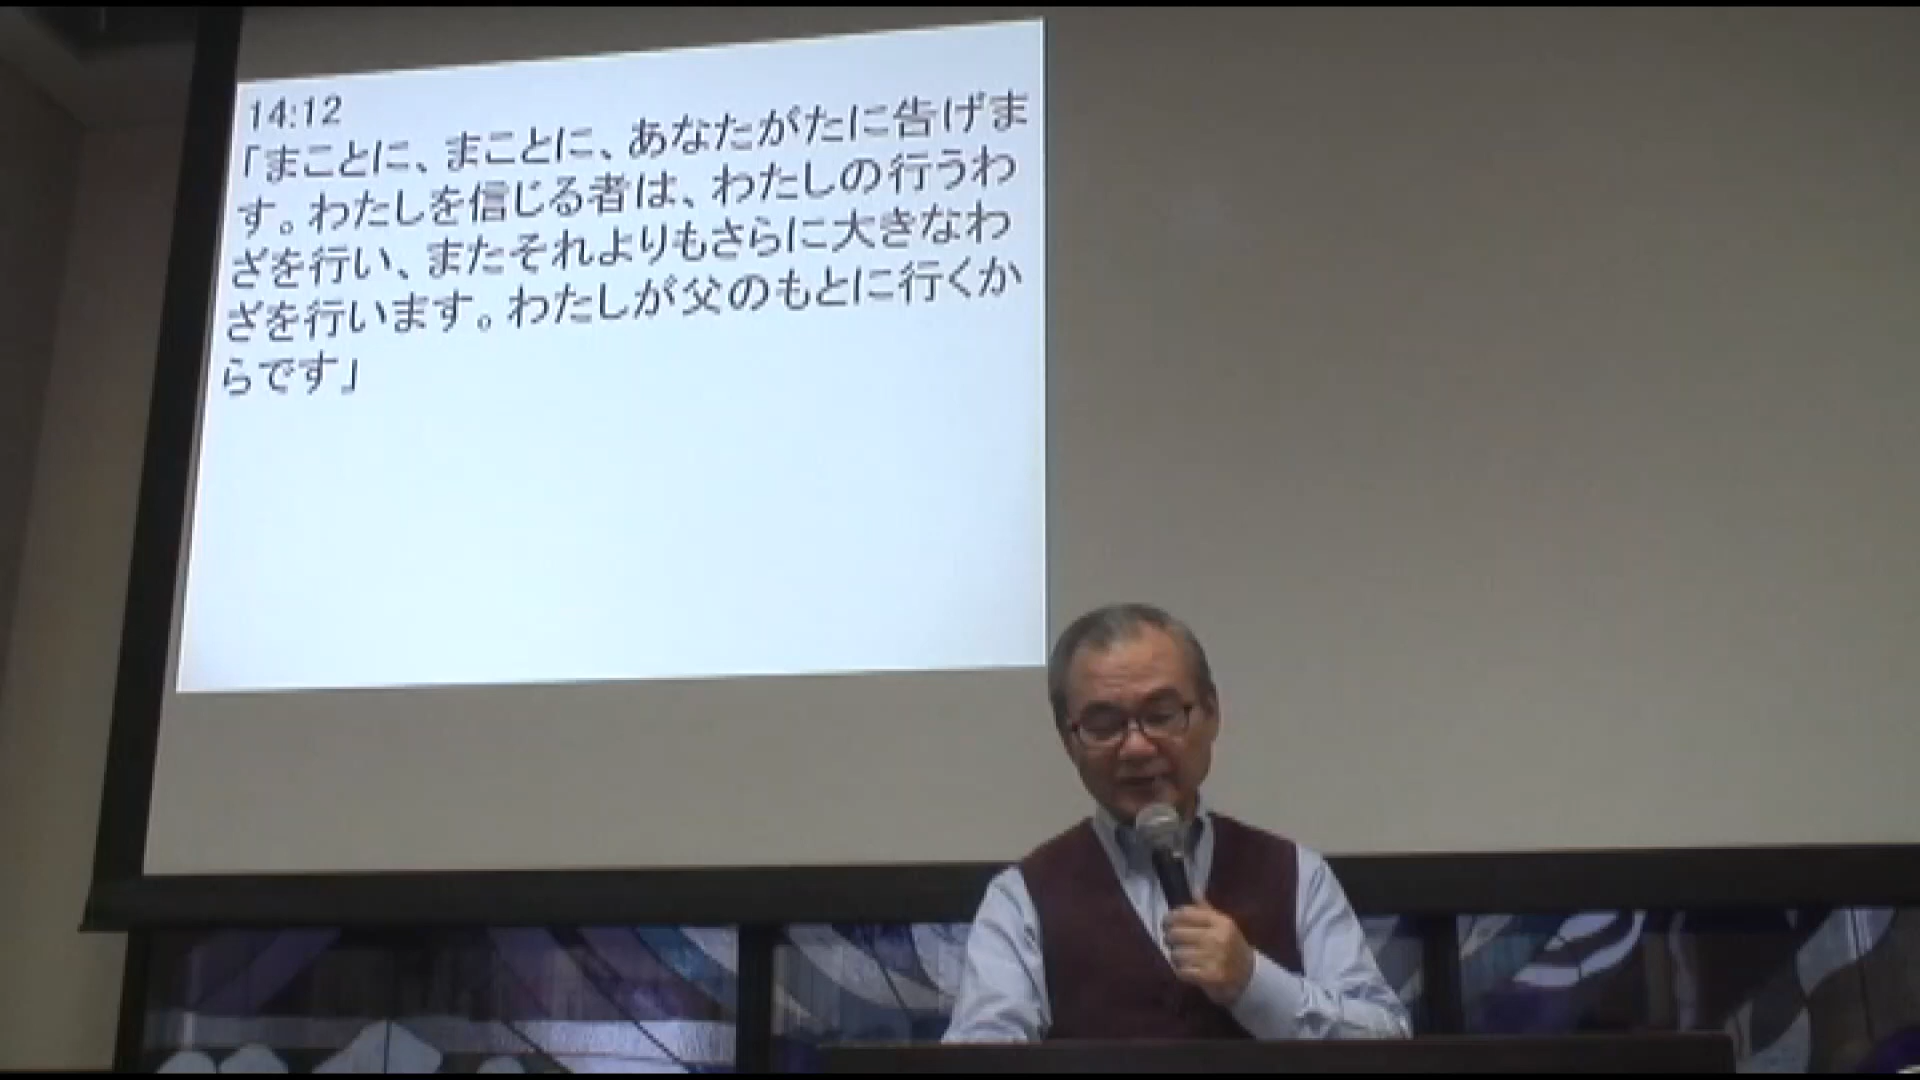 14:12
「まことに、まことに、あなたがたに告げま
す。わたしを信じる者は、わたしの行うわ
ざを行い、またそれよりもさらに大きなわ
ざを行います。わたしが父のもとに行くか
らです」